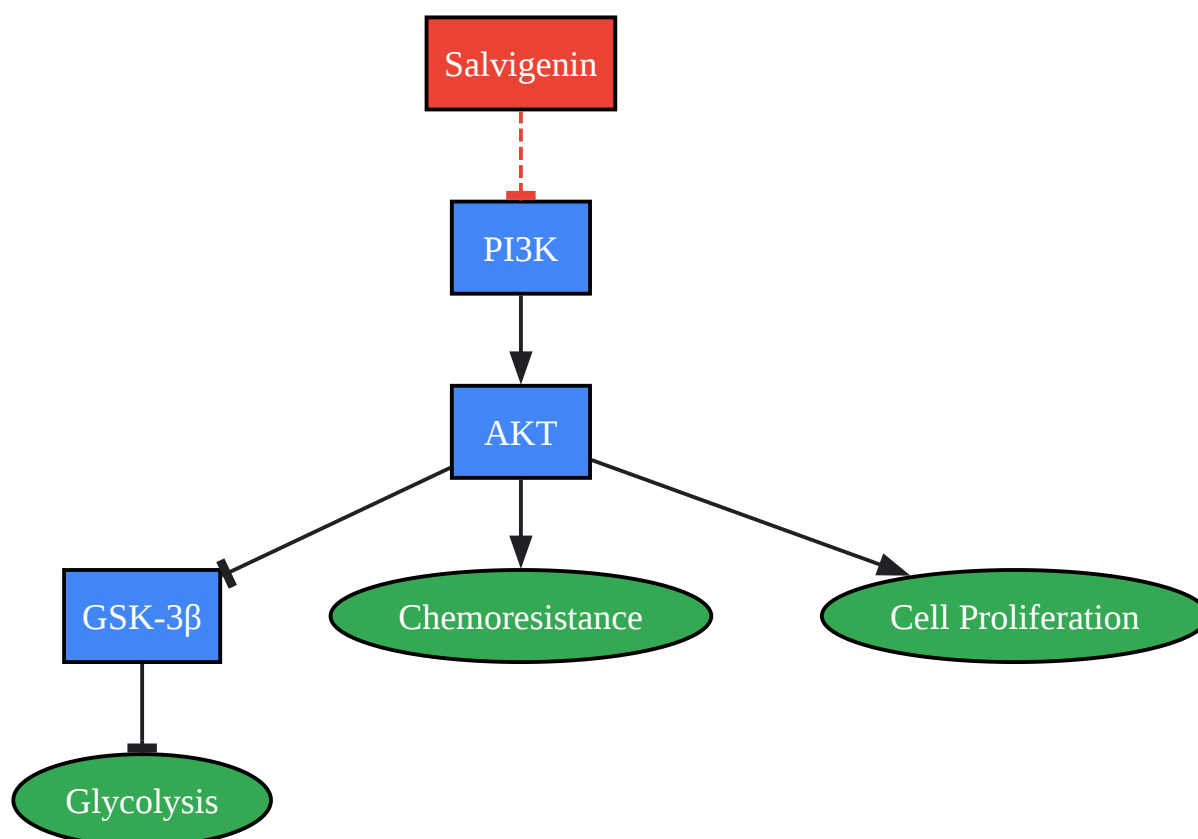 Salvigenin
PI3K
AKT
GSK-3β
Chemoresistance
Cell Proliferation
Glycolysis